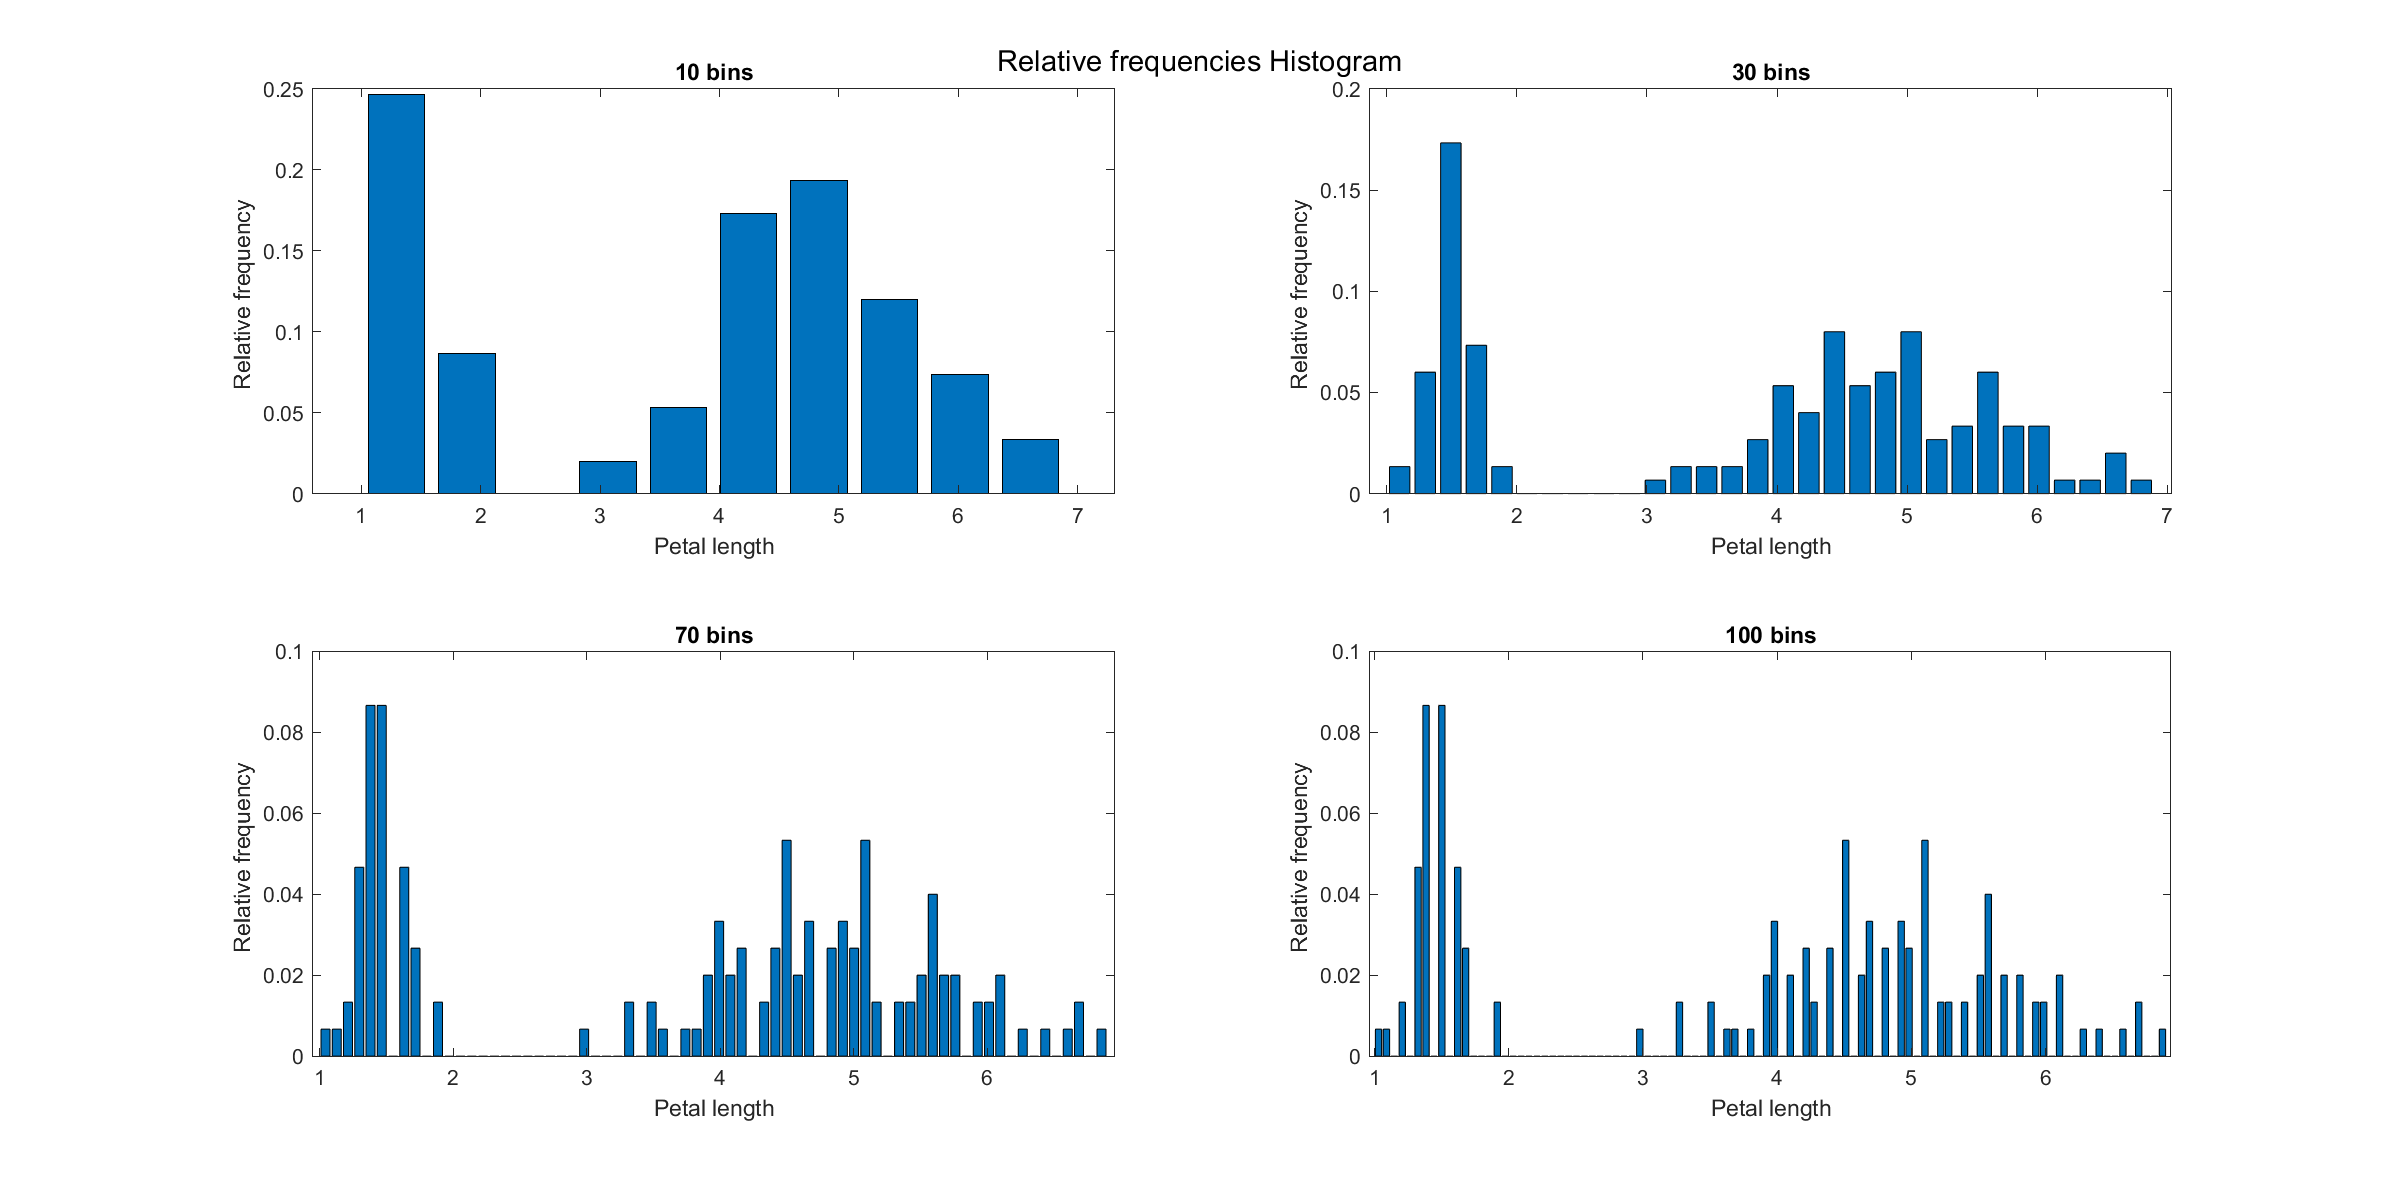 Relative frequencies Histogram
10 bins
0.25
0.2
0.15
0.1
0.05
0
Relative frequency
1 2 3 4 5 6 7
Petal length
30 bins
0.2
0.15
0.1
0.05
0
Relative frequency
1 2 3 4 5 6 7
Petal length
70 bins
0.1
0.08
0.06
0.04
0.02
0
Relative frequency
1 2 3 4 5 6
Petal length
100 bins
0.1
0.08
0.06
0.04
0.02
0
Relative frequency
1 2 3 4 5 6
Petal length